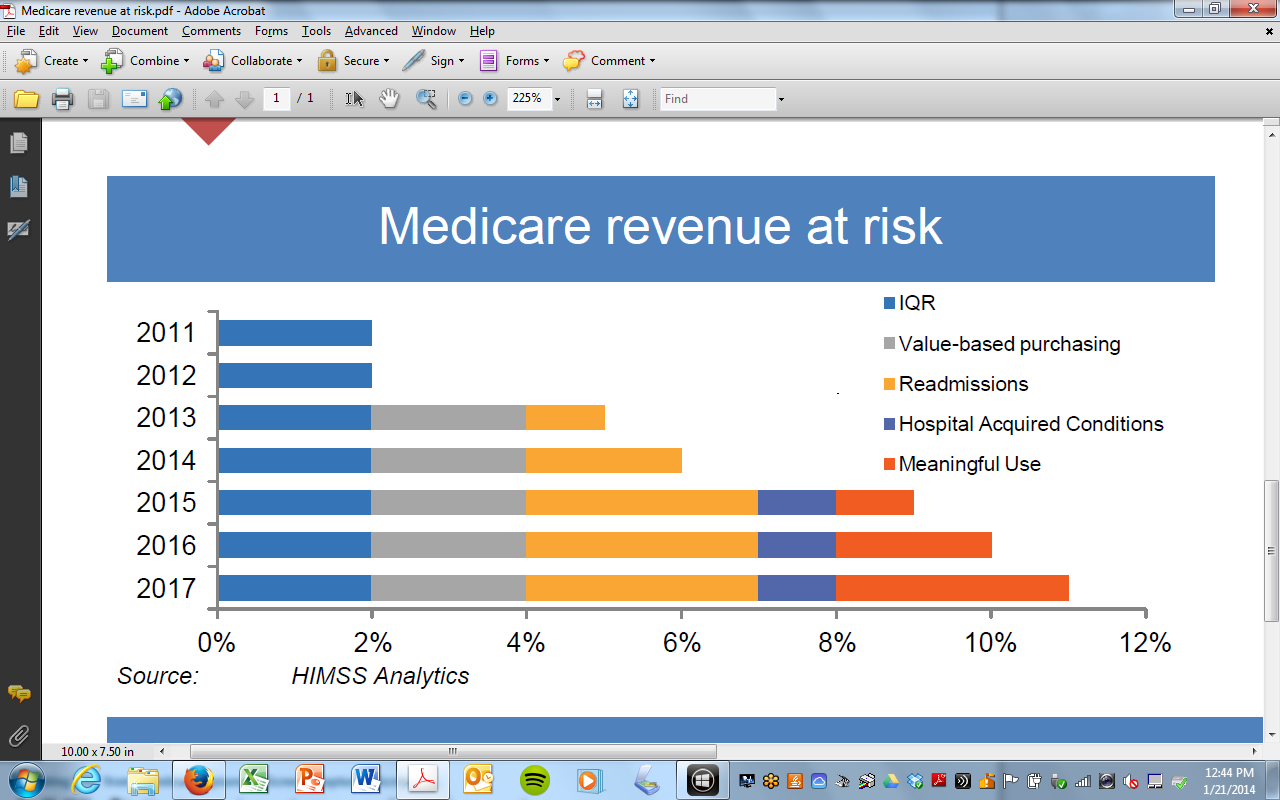 Medicare revenue at risk.pdf - Adobe Acrobat
File Edit View Document Comments Forms Tools Advanced Window Help
Create Combine Collaborate Secure Sign Forms Comment
1 / 1 225% Find
Medicare revenue at risk
IQR
Value-based purchasing
Readmissions
Hospital Acquired Conditions
Meaningful Use
2011
2012
2013
2014
2015
2016
2017
0% 2% 4% 6% 8% 10% 12%
Source: HIMSS Analytics
10.00 x 7.50 in
12:44 PM
1/21/2014